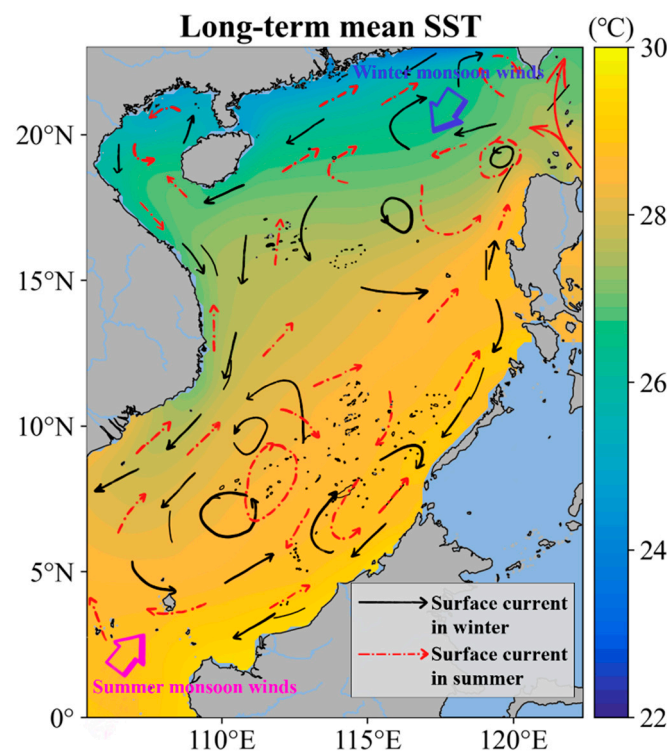 Long-term mean SST
(°C)
Winter monsoon winds
20°N
15°N
10°N
5°N
0°
110°E
115°E
120°E
30
28
26
24
22
Surface current
in winter
Surface current
in summer
Summer monsoon winds